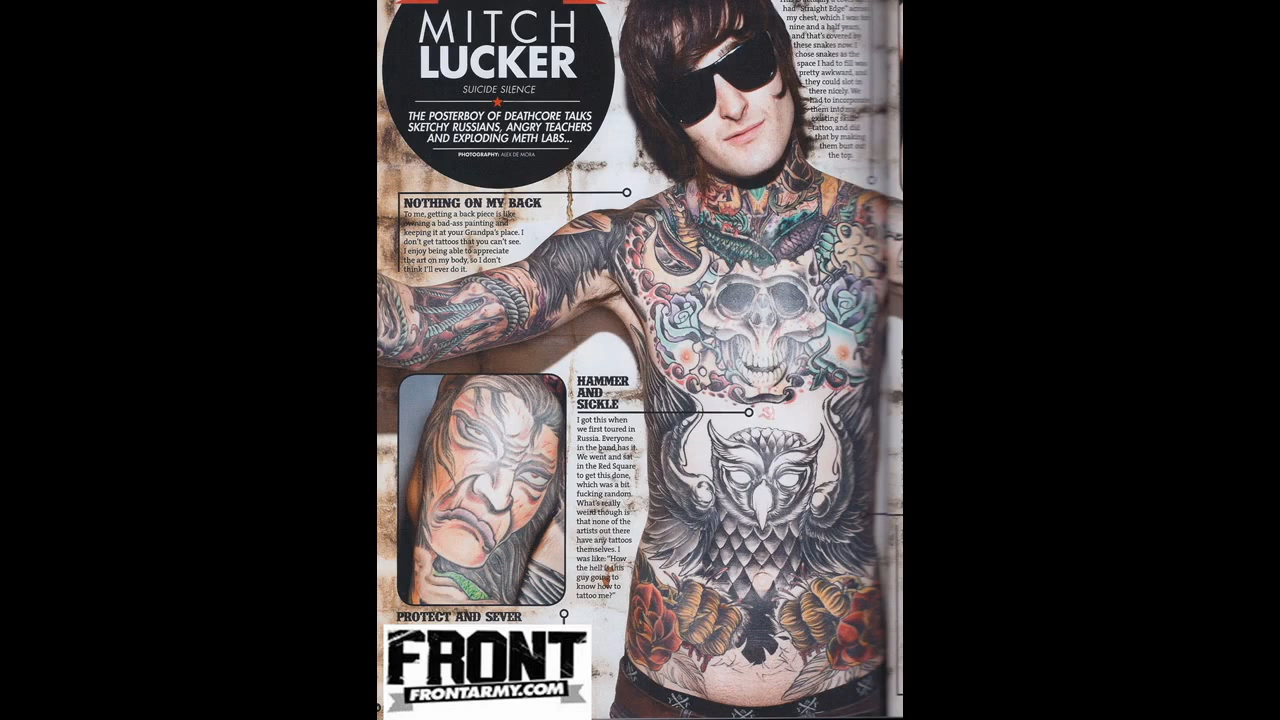 MITCH
LUCKER
SUICIDE SILENCE
THE POSTERBOY OF DEATHCORE TALKS
SKETCHY RUSSIANS, ANGRY TEACHERS
AND EXPLODING METH LABS...
PHOTOGRAPHY: ALEX DE MORA
had "Straight Edge" across
my chest, which I was for
nine and a half years,
and that's covered by
these snakes now. I
chose snakes as the
space I had to fill was
pretty awkward, and
they could slot in
there nicely. We
had to incorporate
them into my
existing skull
tattoo, and did
that by making
them bust out
the top.
NOTHING ON MY BACK
To me, getting a back piece is like
owning a bad-ass painting and
keeping it at your Grandpa's place. I
don't get tattoos that you can't see.
I enjoy being able to appreciate
the art on my body, so I don't
think I'll ever do it.
HAMMER
AND
SICKLE
I got this when
we first toured in
Russia. Everyone
in the band has it.
We went and sat
in the Red Square
to get this done,
which was a bit
fucking random.
What's really
weird though is
that none of the
artists out there
have any tattoos
themselves. I
was like: "How
the hell is this
guy going to
know how to
tattoo me?"
PROTECT AND SEVER
FRONT
FRONTARMY.COM